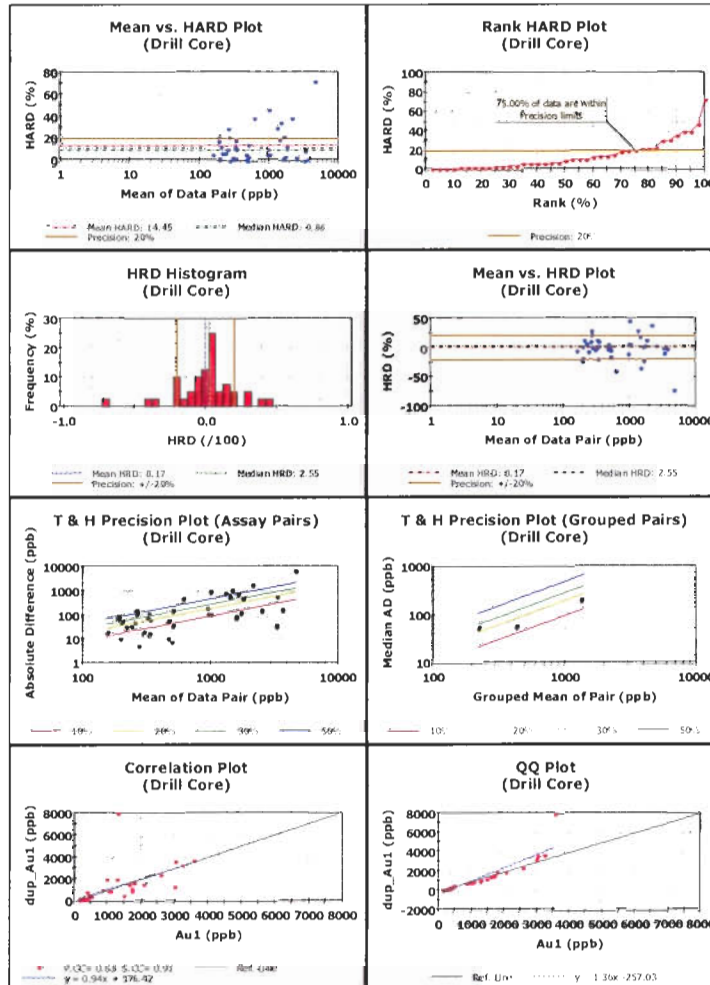 Mean vs. HARD Plot
(Drill Core)
HARD (%)
80
60
40
20
0
1
10
100
1000
10000
Mean of Data Pair (ppb)
Mean HARD: 14.45
Median HARD:
Precision: 20%
Rank HARD Plot
(Drill Core)
HARD (%)
100
80
60
40
20
0
75.00% of data are within
Precision limits
0 10 20 30 40 50 60 70 80 90 100
Rank (%)
Precision: 20%
HRD Histogram
(Drill Core)
Frequency (%)
30
20
10
0
-1.0
0.0
1.0
HRD (/100)
Mean HRD: 0.17
Median HRD: 2.55
Precision: +/-20%
Mean vs. HRD Plot
(Drill Core)
HRD (%)
50
0
-50
-100
1
10
100
1000
10000
Mean of Data Pair (ppb)
Mean HRD: 0.17
Median HRD: 2.55
Precision: +/-20%
T & H Precision Plot (Assay Pairs)
(Drill Core)
Absolute Difference (ppb)
10000
1000
100
10
1
100
1000
10000
Mean of Data Pair (ppb)
10%
20%
30%
50%
T & H Precision Plot (Grouped Pairs)
(Drill Core)
Median AD (ppb)
1000
100
10
100
1000
10000
Grouped Mean of Pair (ppb)
10%
20%
30%
50%
Correlation Plot
(Drill Core)
dup_Au1 (ppb)
8000
6000
4000
2000
0
0 1000 2000 3000 4000 5000 6000 7000 8000
Au1 (ppb)
Ref. Line
y = 0.94x + 176.42
QQ Plot
(Drill Core)
dup_Au1 (ppb)
8000
6000
4000
2000
0
-2000
0 1000 2000 3000 4000 5000 6000 7000 8000
Au1 (ppb)
Ref. Line
y 1.36x -257.03